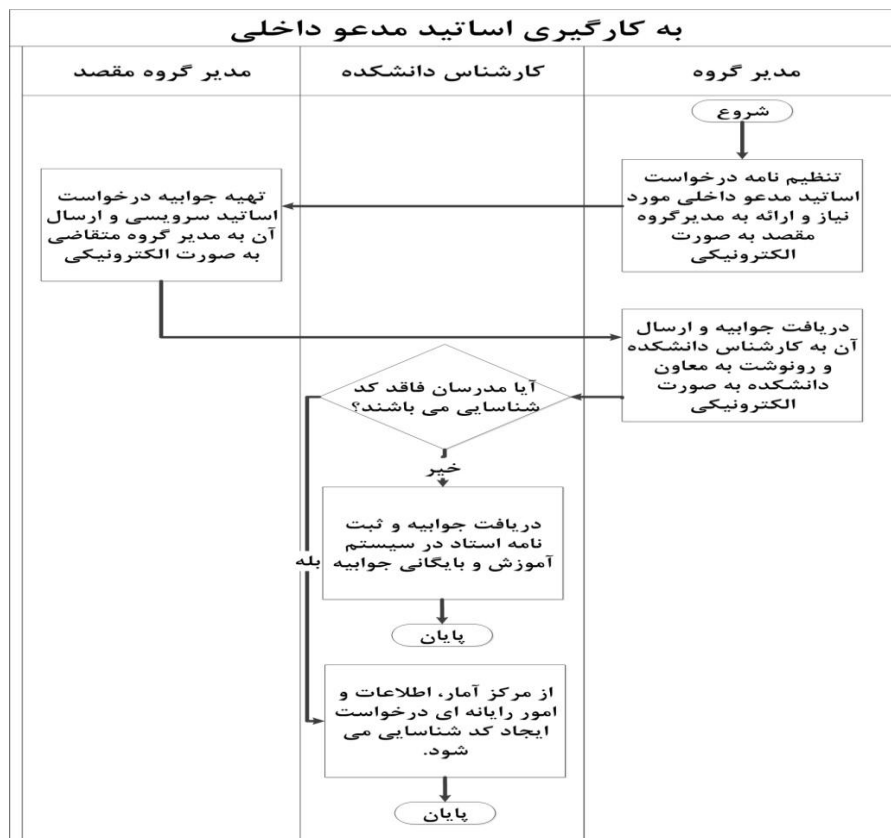 به کارگیری اساتید مدعو داخلی
مدیر گروه
کارشناس دانشکده
مدیر گروه مقصد
شروع
تنظیم نامه درخواست
اساتید مدعو داخلی مورد
نیاز و ارائه به مدیرگروه
مقصد به صورت
الکترونیکی
تهیه جوابیه درخواست
اساتید سرویسی و ارسال
آن به مدیر گروه متقاضی
به صورت الکترونیکی
دریافت جوابیه و ارسال
آن به کارشناس دانشکده
و رونوشت به معاون
دانشکده به صورت
الکترونیکی
آیا مدرسان فاقد کد
شناسایی می باشند؟
خیر
دریافت جوابیه و ثبت
نامه استاد در سیستم
آموزش و بایگانی جوابیه
بله
پایان
از مرکز آمار، اطلاعات و
امور رایانه ای درخواست
ایجاد کد شناسایی می
شود.
پایان